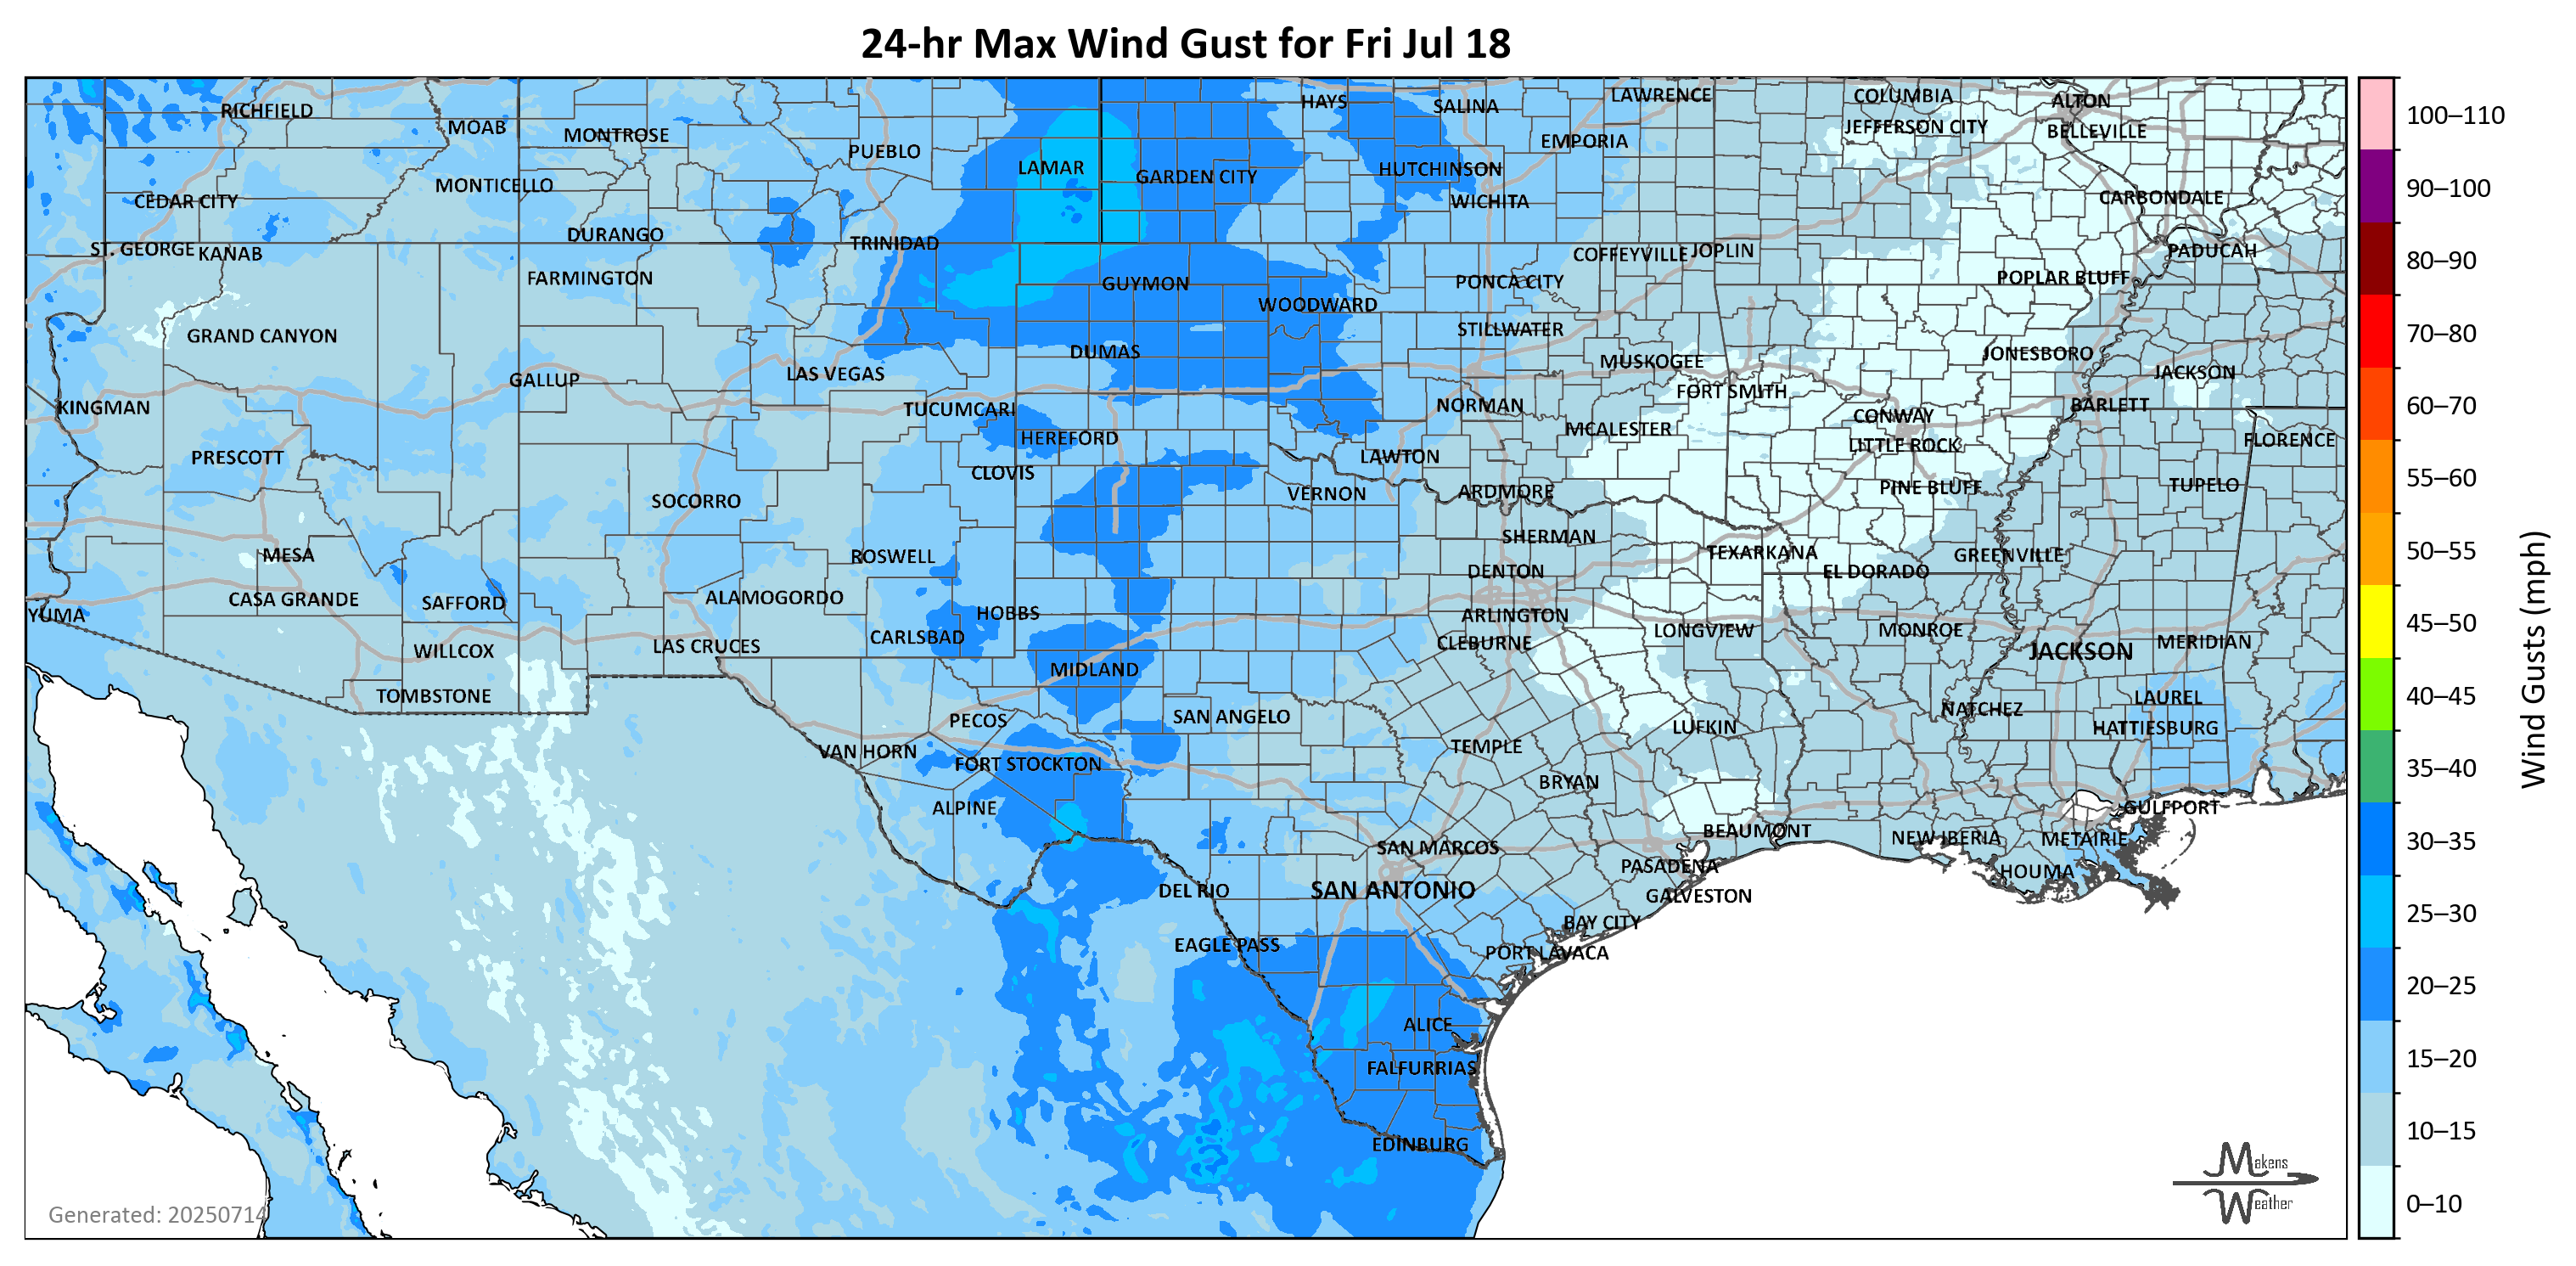 24-hr Max Wind Gust for Fri Jul 18
HAYS
SALINA
LAWRENCE
COLUMBIA
ALTON
RICHFIELD
MOAB
MONTROSE
PUEBLO
EMPORIA
JEFFERSON CITY
BELLEVILLE
LAMAR
GARDEN CITY
HUTCHINSON
MONTICELLO
CEDAR CITY
WICHITA
CARBONDALE
DURANGO
TRINIDAD
ST. GEORGE
KANAB
COFFEYVILLE
JOPLIN
PADUCAH
FARMINGTON
GUYMON
PONCA CITY
POPLAR BLUFF
WOODWARD
GRAND CANYON
STILLWATER
DUMAS
MUSKOGEE
JONESBORO
GALLUP
LAS VEGAS
JACKSON
FORT SMITH
KINGMAN
TUCUMCARI
NORMAN
CONWAY
BARLETT
HEREFORD
MCALESTER
LITTLE ROCK
FLORENCE
PRESCOTT
CLOVIS
LAWTON
SOCORRO
VERNON
ARDMORE
PINE BLUFF
TUPELO
SHERMAN
MESA
ROSWELL
TEXARKANA
GREENVILLE
DENTON
EL DORADO
CASA GRANDE
SAFFORD
ALAMOGORDO
YUMA
HOBBS
ARLINGTON
CARLSBAD
CLEBURNE
LONGVIEW
MONROE
WILLCOX
LAS CRUCES
JACKSON
MERIDIAN
MIDLAND
TOMBSTONE
LAUREL
PECOS
SAN ANGELO
NATCHEZ
LUFKIN
HATTIESBURG
VAN HORN
TEMPLE
FORT STOCKTON
BRYAN
ALPINE
GULFPORT
BEAUMONT
NEW IBERIA
METAIRIE
SAN MARCOS
PASADENA
HOUMA
DEL RIO
SAN ANTONIO
GALVESTON
BAY CITY
EAGLE PASS
PORT LAVACA
ALICE
FALFURRIAS
EDINBURG
Generated: 20250714
Makens
Weather
100–110
90–100
80–90
70–80
60–70
55–60
50–55
45–50
40–45
35–40
30–35
25–30
20–25
15–20
10–15
0–10
Wind Gusts (mph)